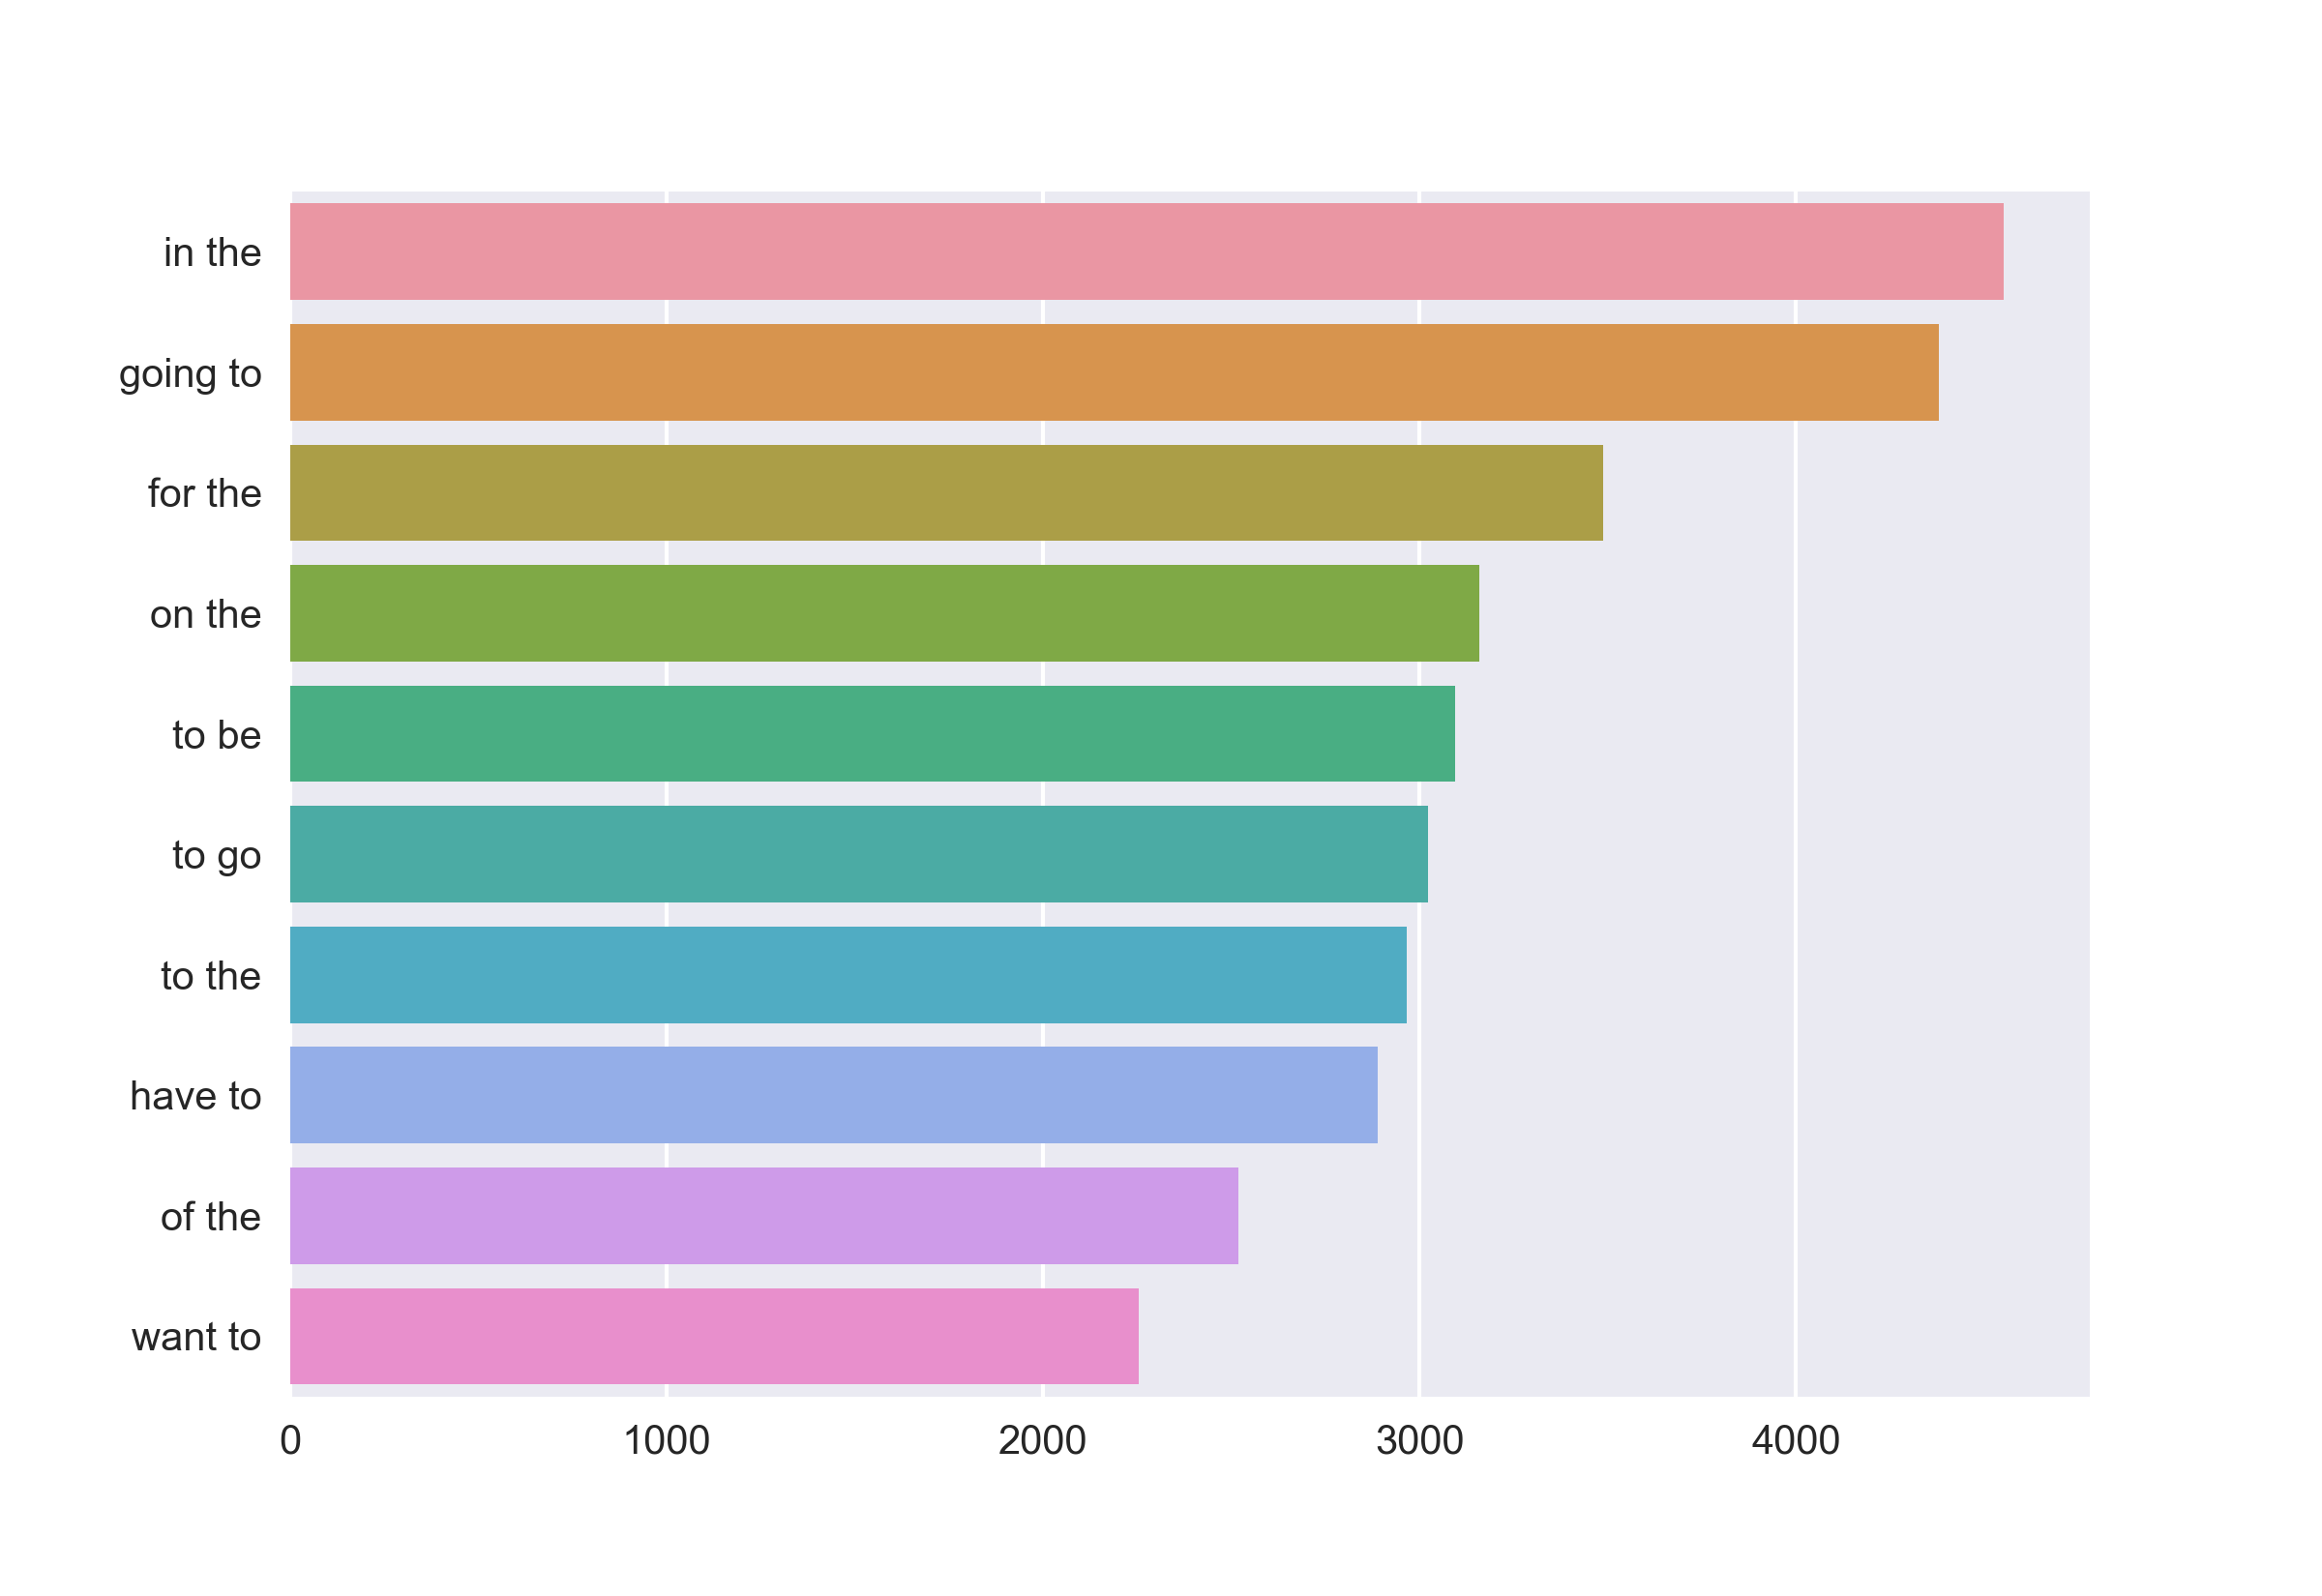 in the
going to
for the
on the
to be
to go
to the
have to
of the
want to
0 1000 2000 3000 4000